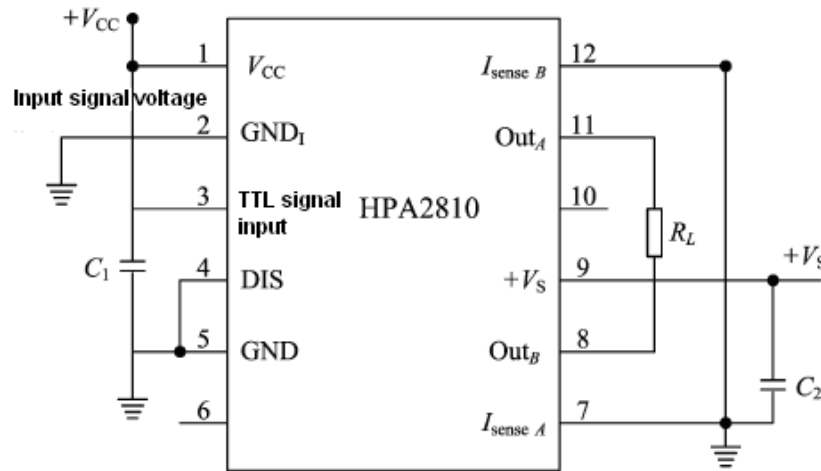 +VCC
1 VCC Isense B 12
Input signal voltage
2 GNDI OutA 11
3 TTL signal input HPA2810 10
RL
C1 4 DIS +VS 9 +VS
5 GND OutB 8
C2
6 Isense A 7